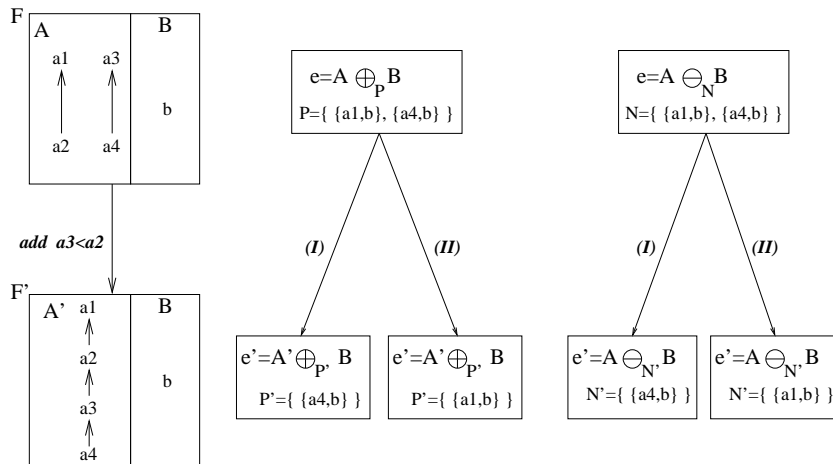 F
A B
a1 a3
b
a2 a4
add a3<a2
F'
A' B
a1
a2
b
a3
a4
e=A ⊕P B
P={ {a1,b}, {a4,b} }
(I) (II)
e'=A' ⊕P' B
P'={ {a4,b} }
e'=A' ⊕P' B
P'={ {a1,b} }
e=A ⊖N B
N={ {a1,b}, {a4,b} }
(I) (II)
e'=A ⊖N' B
N'={ {a4,b} }
e'=A ⊖N' B
N'={ {a1,b} }